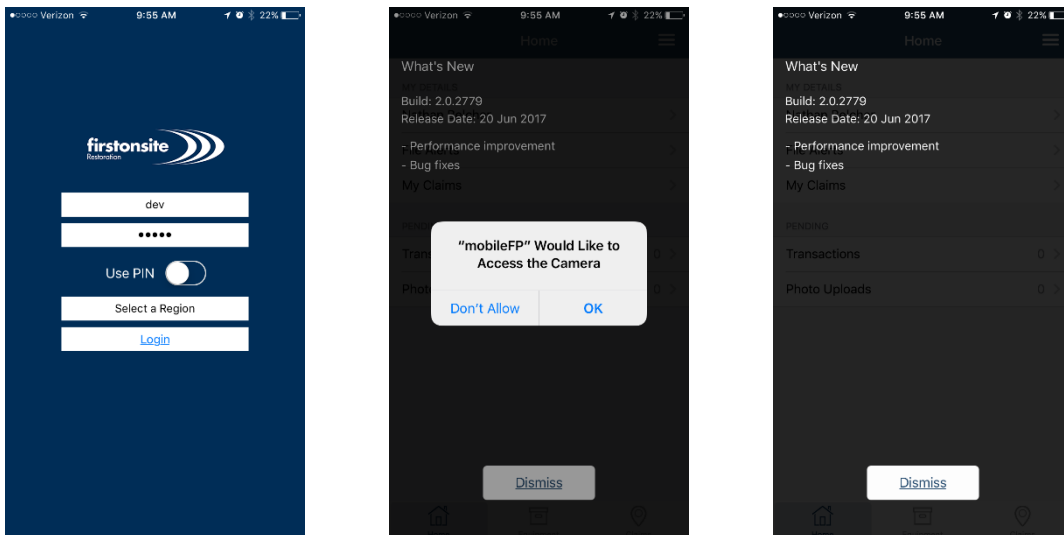 Verizon 9:55 AM 22%
firstonsite
Restoration
dev
•••••
Use PIN
Select a Region
Login
Verizon 9:55 AM 22%
Home
What's New
MY DETAILS
Build: 2.0.2779
Release Date: 20 Jun 2017
- Performance improvement
- Bug fixes
My Claims
"mobileFP" Would Like to
Access the Camera
Don't Allow OK
Dismiss
Verizon 9:55 AM 22%
Home
What's New
MY DETAILS
Build: 2.0.2779
Release Date: 20 Jun 2017
- Performance improvement
- Bug fixes
My Claims
PENDING
Transactions 0
Photo Uploads 0
Dismiss